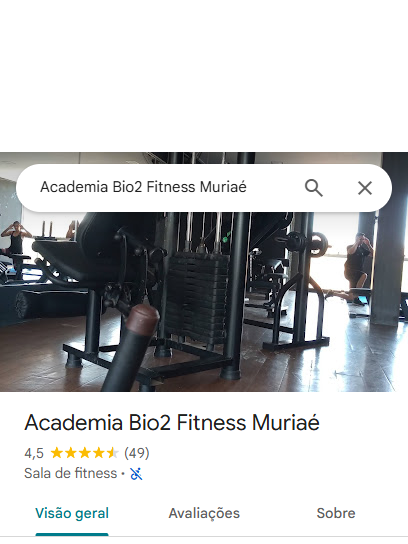 Academia Bio2 Fitness Muriaé
Academia Bio2 Fitness Muriaé
4,5 (49)
Sala de fitness ·
Visão geral Avaliações Sobre